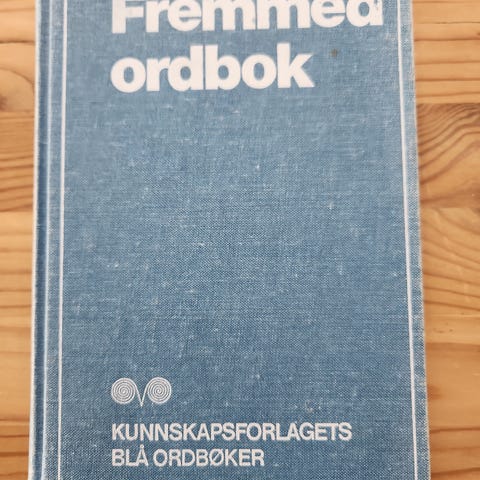 Fremmed
ordbok
KUNNSKAPSFORLAGETS
BLÅ ORDBØKER